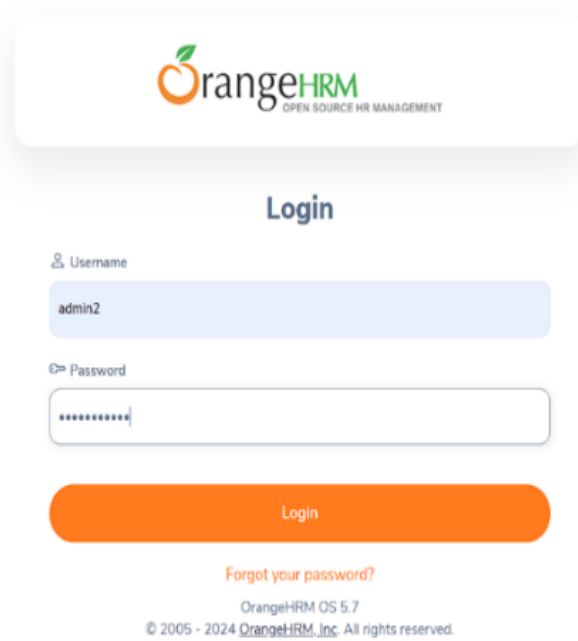 OrangeHRM
OPEN SOURCE HR MANAGEMENT
Login
Username
admin2
Password
•••••••••••
Login
Forgot your password?
OrangeHRM OS 5.7
© 2005 - 2024 OrangeHRM, Inc. All rights reserved.